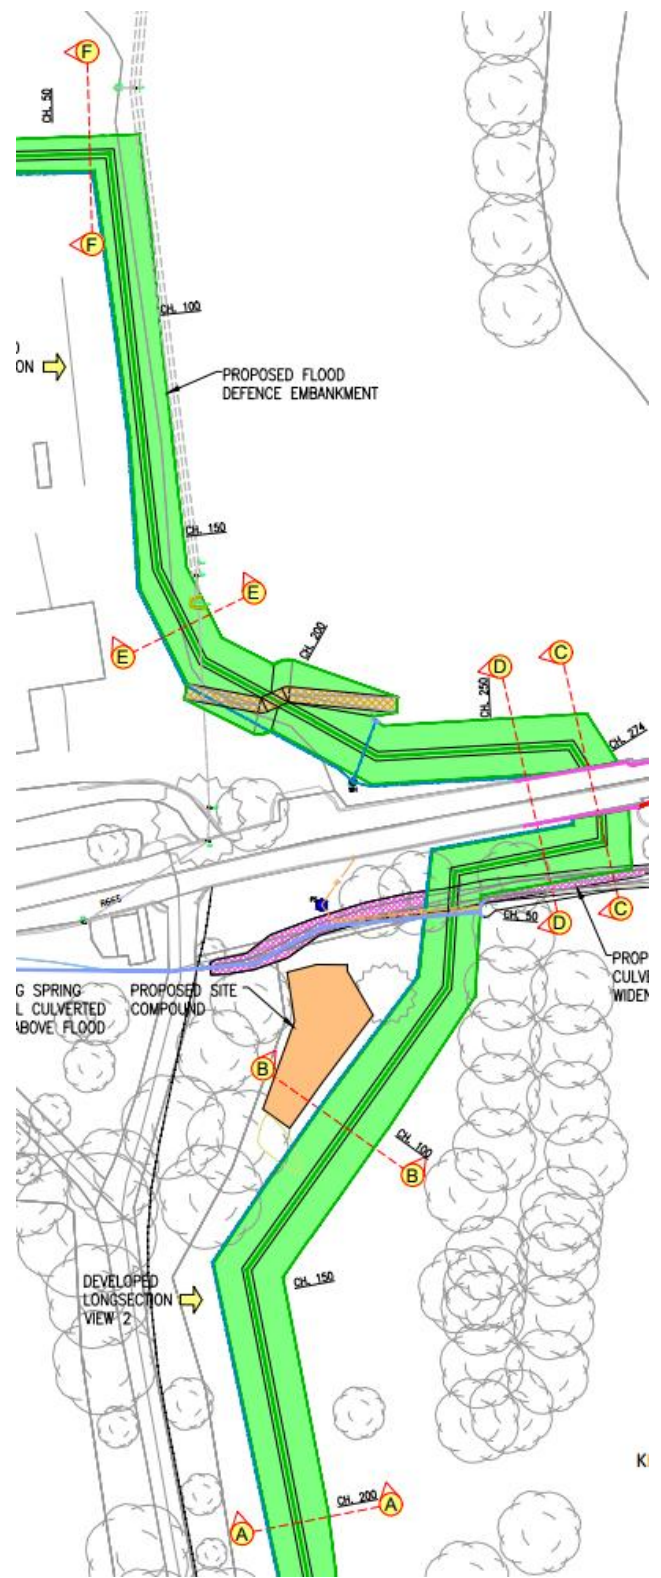 F
CH. 50
F
CH. 100
ON
PROPOSED FLOOD
DEFENCE EMBANKMENT
CH. 150
E
E
CH. 200
D
C
CH. 250
CH. 274
R665
CH. 50
D
C
PROP
CULVE
WIDEN
G SPRING
L CULVERTED
ABOVE FLOOD
PROPOSED SITE
COMPOUND
B
CH. 100
B
CH. 150
DEVELOPED
LONGSECTION
VIEW 2
K
CH. 200
A
A